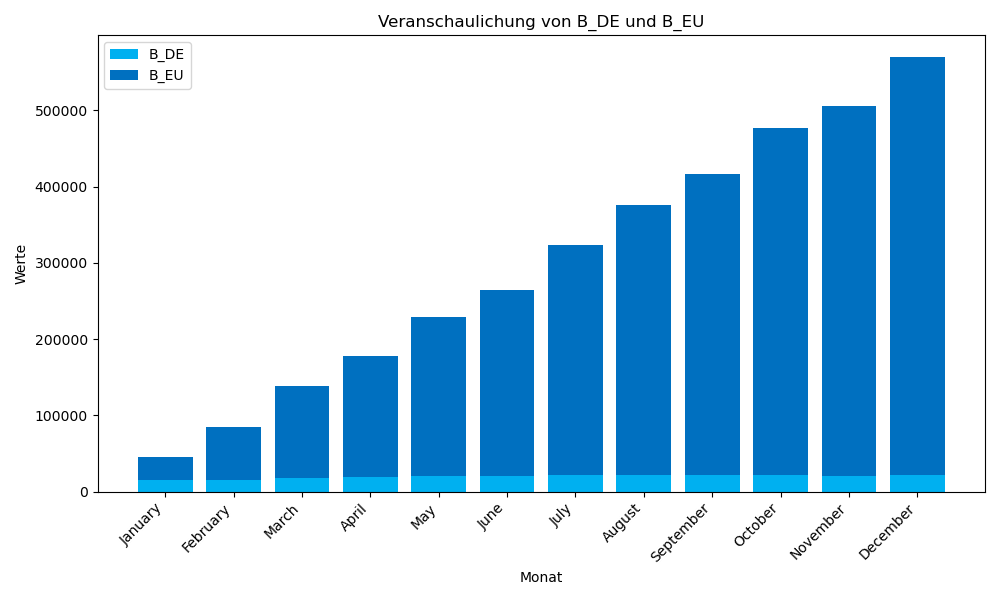 Veranschaulichung von B_DE und B_EU
B_DE
B_EU
Werte
500000
400000
300000
200000
100000
0
January
February
March
April
May
June
July
August
September
October
November
December
Monat